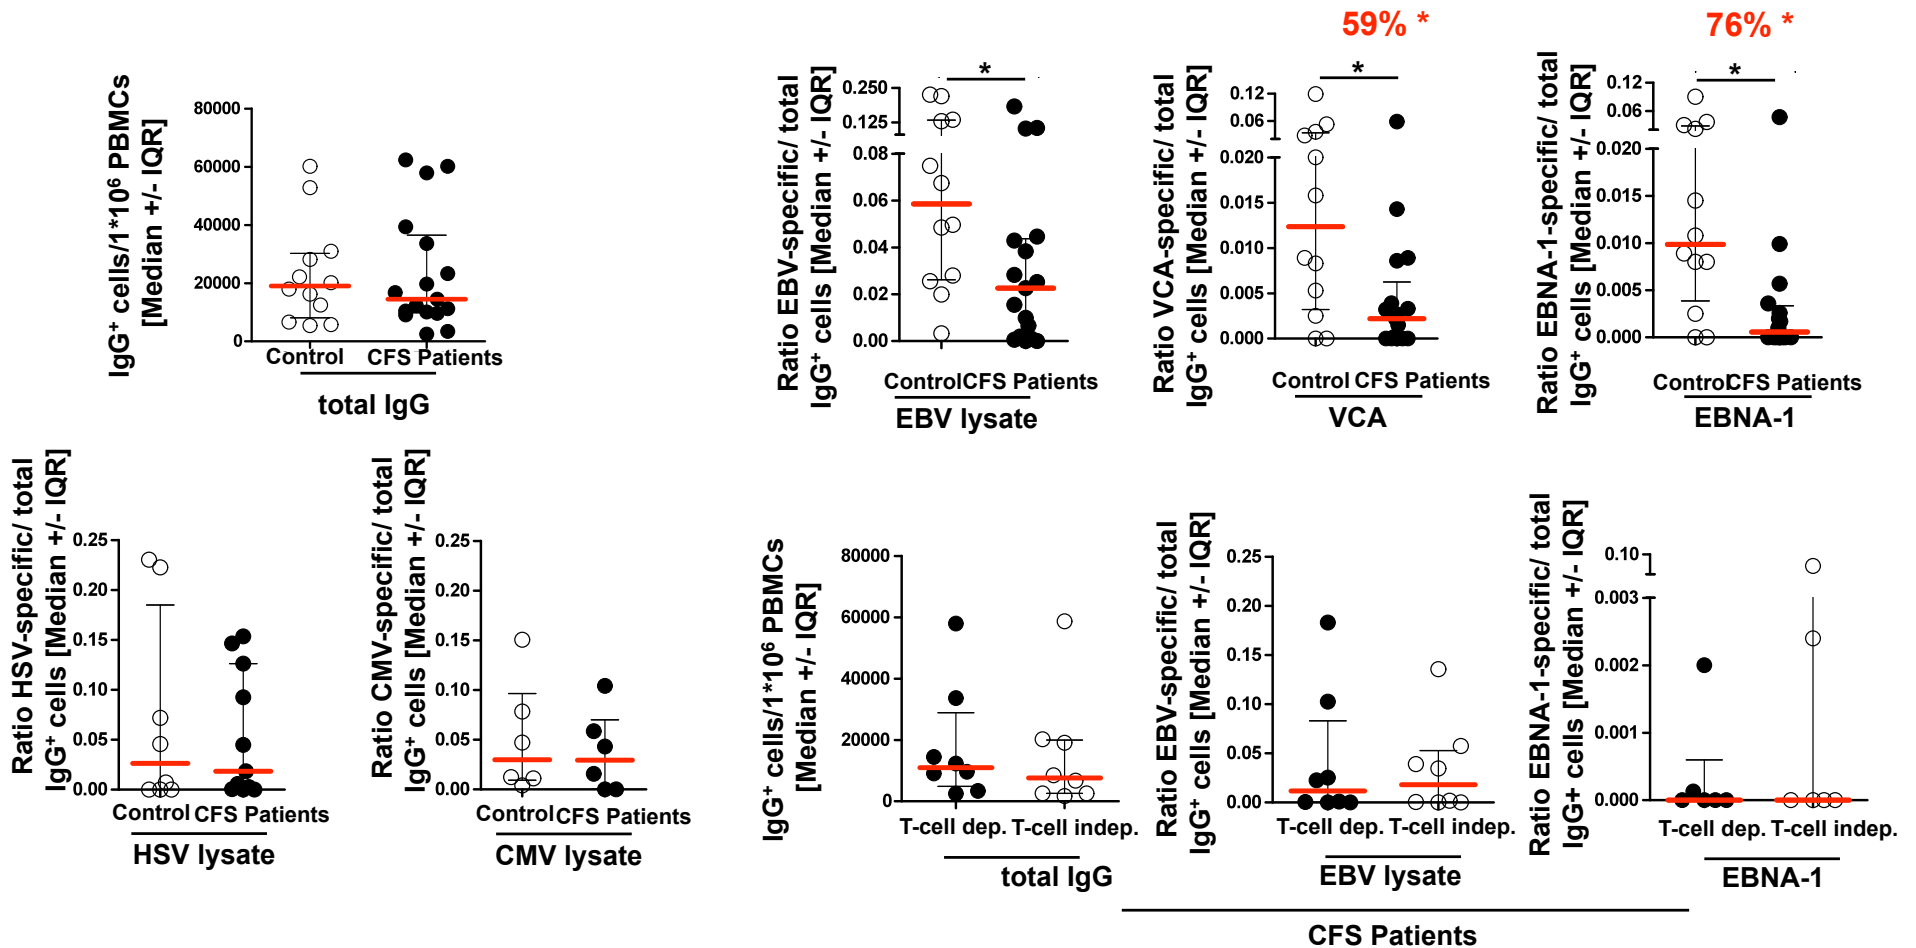 59% *
76% *
IgG+ cells/1*10⁶ PBMCs
[Median +/- IQR]
80000
60000
40000
20000
0
Control
CFS Patients
total IgG
Ratio EBV-specific/ total
IgG+ cells [Median +/- IQR]
*
0.250
0.125
0.08
0.06
0.04
0.02
0.00
Control
CFS Patients
EBV lysate
Ratio VCA-specific/ total
IgG+ cells [Median +/- IQR]
*
0.12
0.06
0.020
0.015
0.010
0.005
0.000
Control
CFS Patients
VCA
Ratio EBNA-1-specific/ total
IgG+ cells [Median +/- IQR]
*
0.12
0.06
0.020
0.015
0.010
0.005
0.000
Control
CFS Patients
EBNA-1
Ratio HSV-specific/ total
IgG+ cells [Median +/- IQR]
0.25
0.20
0.15
0.10
0.05
0.00
Control
CFS Patients
HSV lysate
Ratio CMV-specific/ total
IgG+ cells [Median +/- IQR]
0.25
0.20
0.15
0.10
0.05
0.00
Control
CFS Patients
CMV lysate
IgG+ cells/1*10⁶ PBMCs
[Median +/- IQR]
80000
60000
40000
20000
0
T-cell dep.
T-cell indep.
total IgG
Ratio EBV-specific/ total
IgG+ cells [Median +/- IQR]
0.25
0.20
0.15
0.10
0.05
0.00
T-cell dep.
T-cell indep.
EBV lysate
Ratio EBNA-1-specific/ total
IgG+ cells [Median +/- IQR]
0.10
0.003
0.002
0.001
0.000
T-cell dep.
T-cell indep.
EBNA-1
CFS Patients